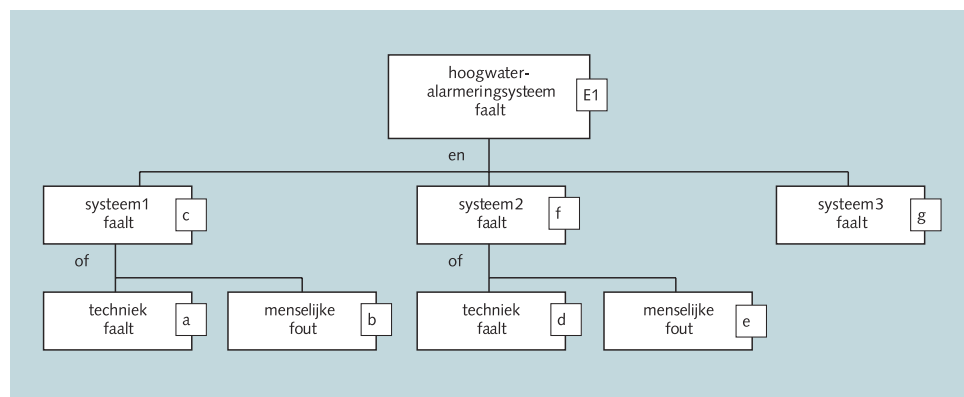 hoogwater-
alarmeringsysteem
faalt
E1
en
systeem1
faalt
c
systeem2
faalt
f
systeem3
faalt
g
of
of
techniek
faalt
a
menselijke
fout
b
techniek
faalt
d
menselijke
fout
e